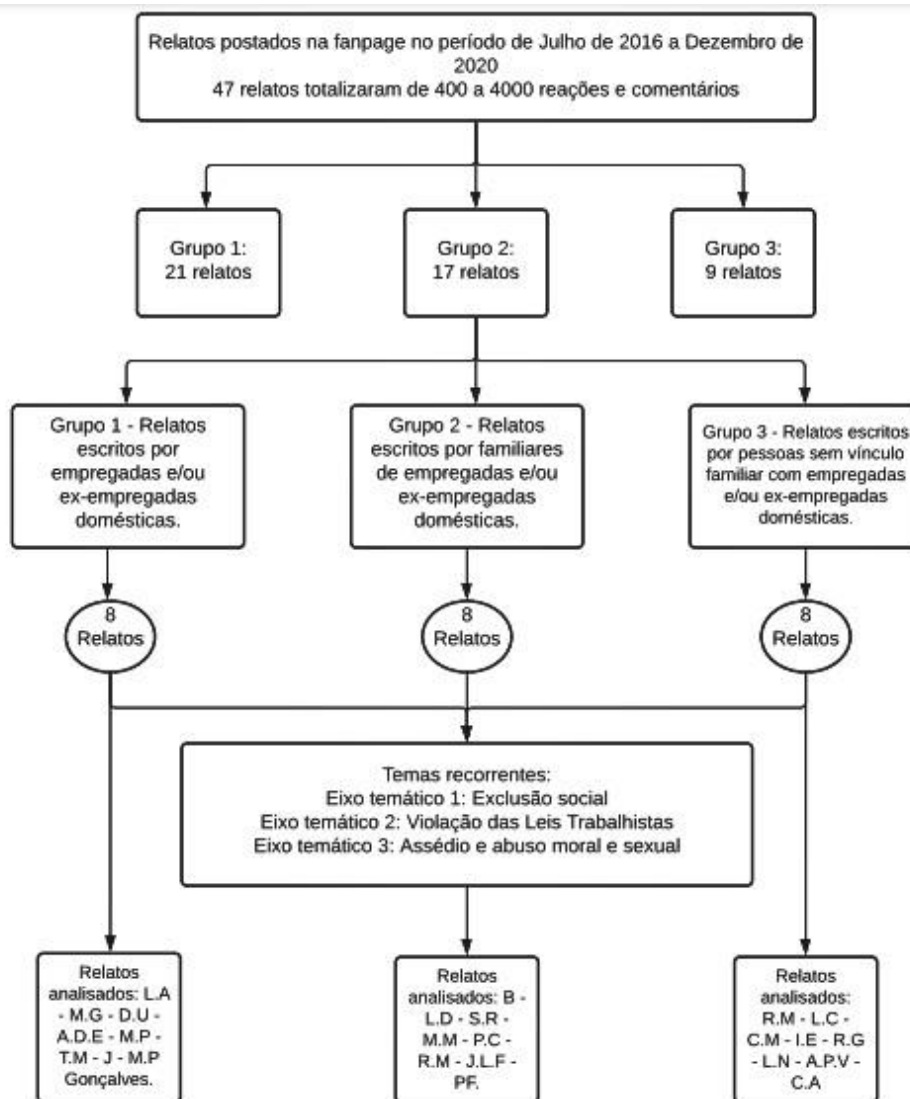 Relatos postados na fanpage no período de Julho de 2016 a Dezembro de
2020
47 relatos totalizaram de 400 a 4000 reações e comentários
Grupo 1:
21 relatos
Grupo 2:
17 relatos
Grupo 3:
9 relatos
Grupo 1 - Relatos
escritos por
empregadas e/ou
ex-empregadas
domésticas.
Grupo 2 - Relatos
escritos por familiares
de empregadas e/ou
ex-empregadas
domésticas.
Grupo 3 - Relatos escritos
por pessoas sem vínculo
familiar com empregadas
e/ou ex-empregadas
domésticas.
8
Relatos
8
Relatos
8
Relatos
Temas recorrentes:
Eixo temático 1: Exclusão social
Eixo temático 2: Violação das Leis Trabalhistas
Eixo temático 3: Assédio e abuso moral e sexual
Relatos
analisados: L.A
- M.G - D.U -
A.D.E - M.P -
T.M - J - M.P
Gonçalves.
Relatos
analisados: B -
L.D - S.R -
M.M - P.C -
R.M - J.L.F -
PF.
Relatos
analisados:
R.M - L.C -
C.M - I.E - R.G
- L.N - A.P.V -
C.A